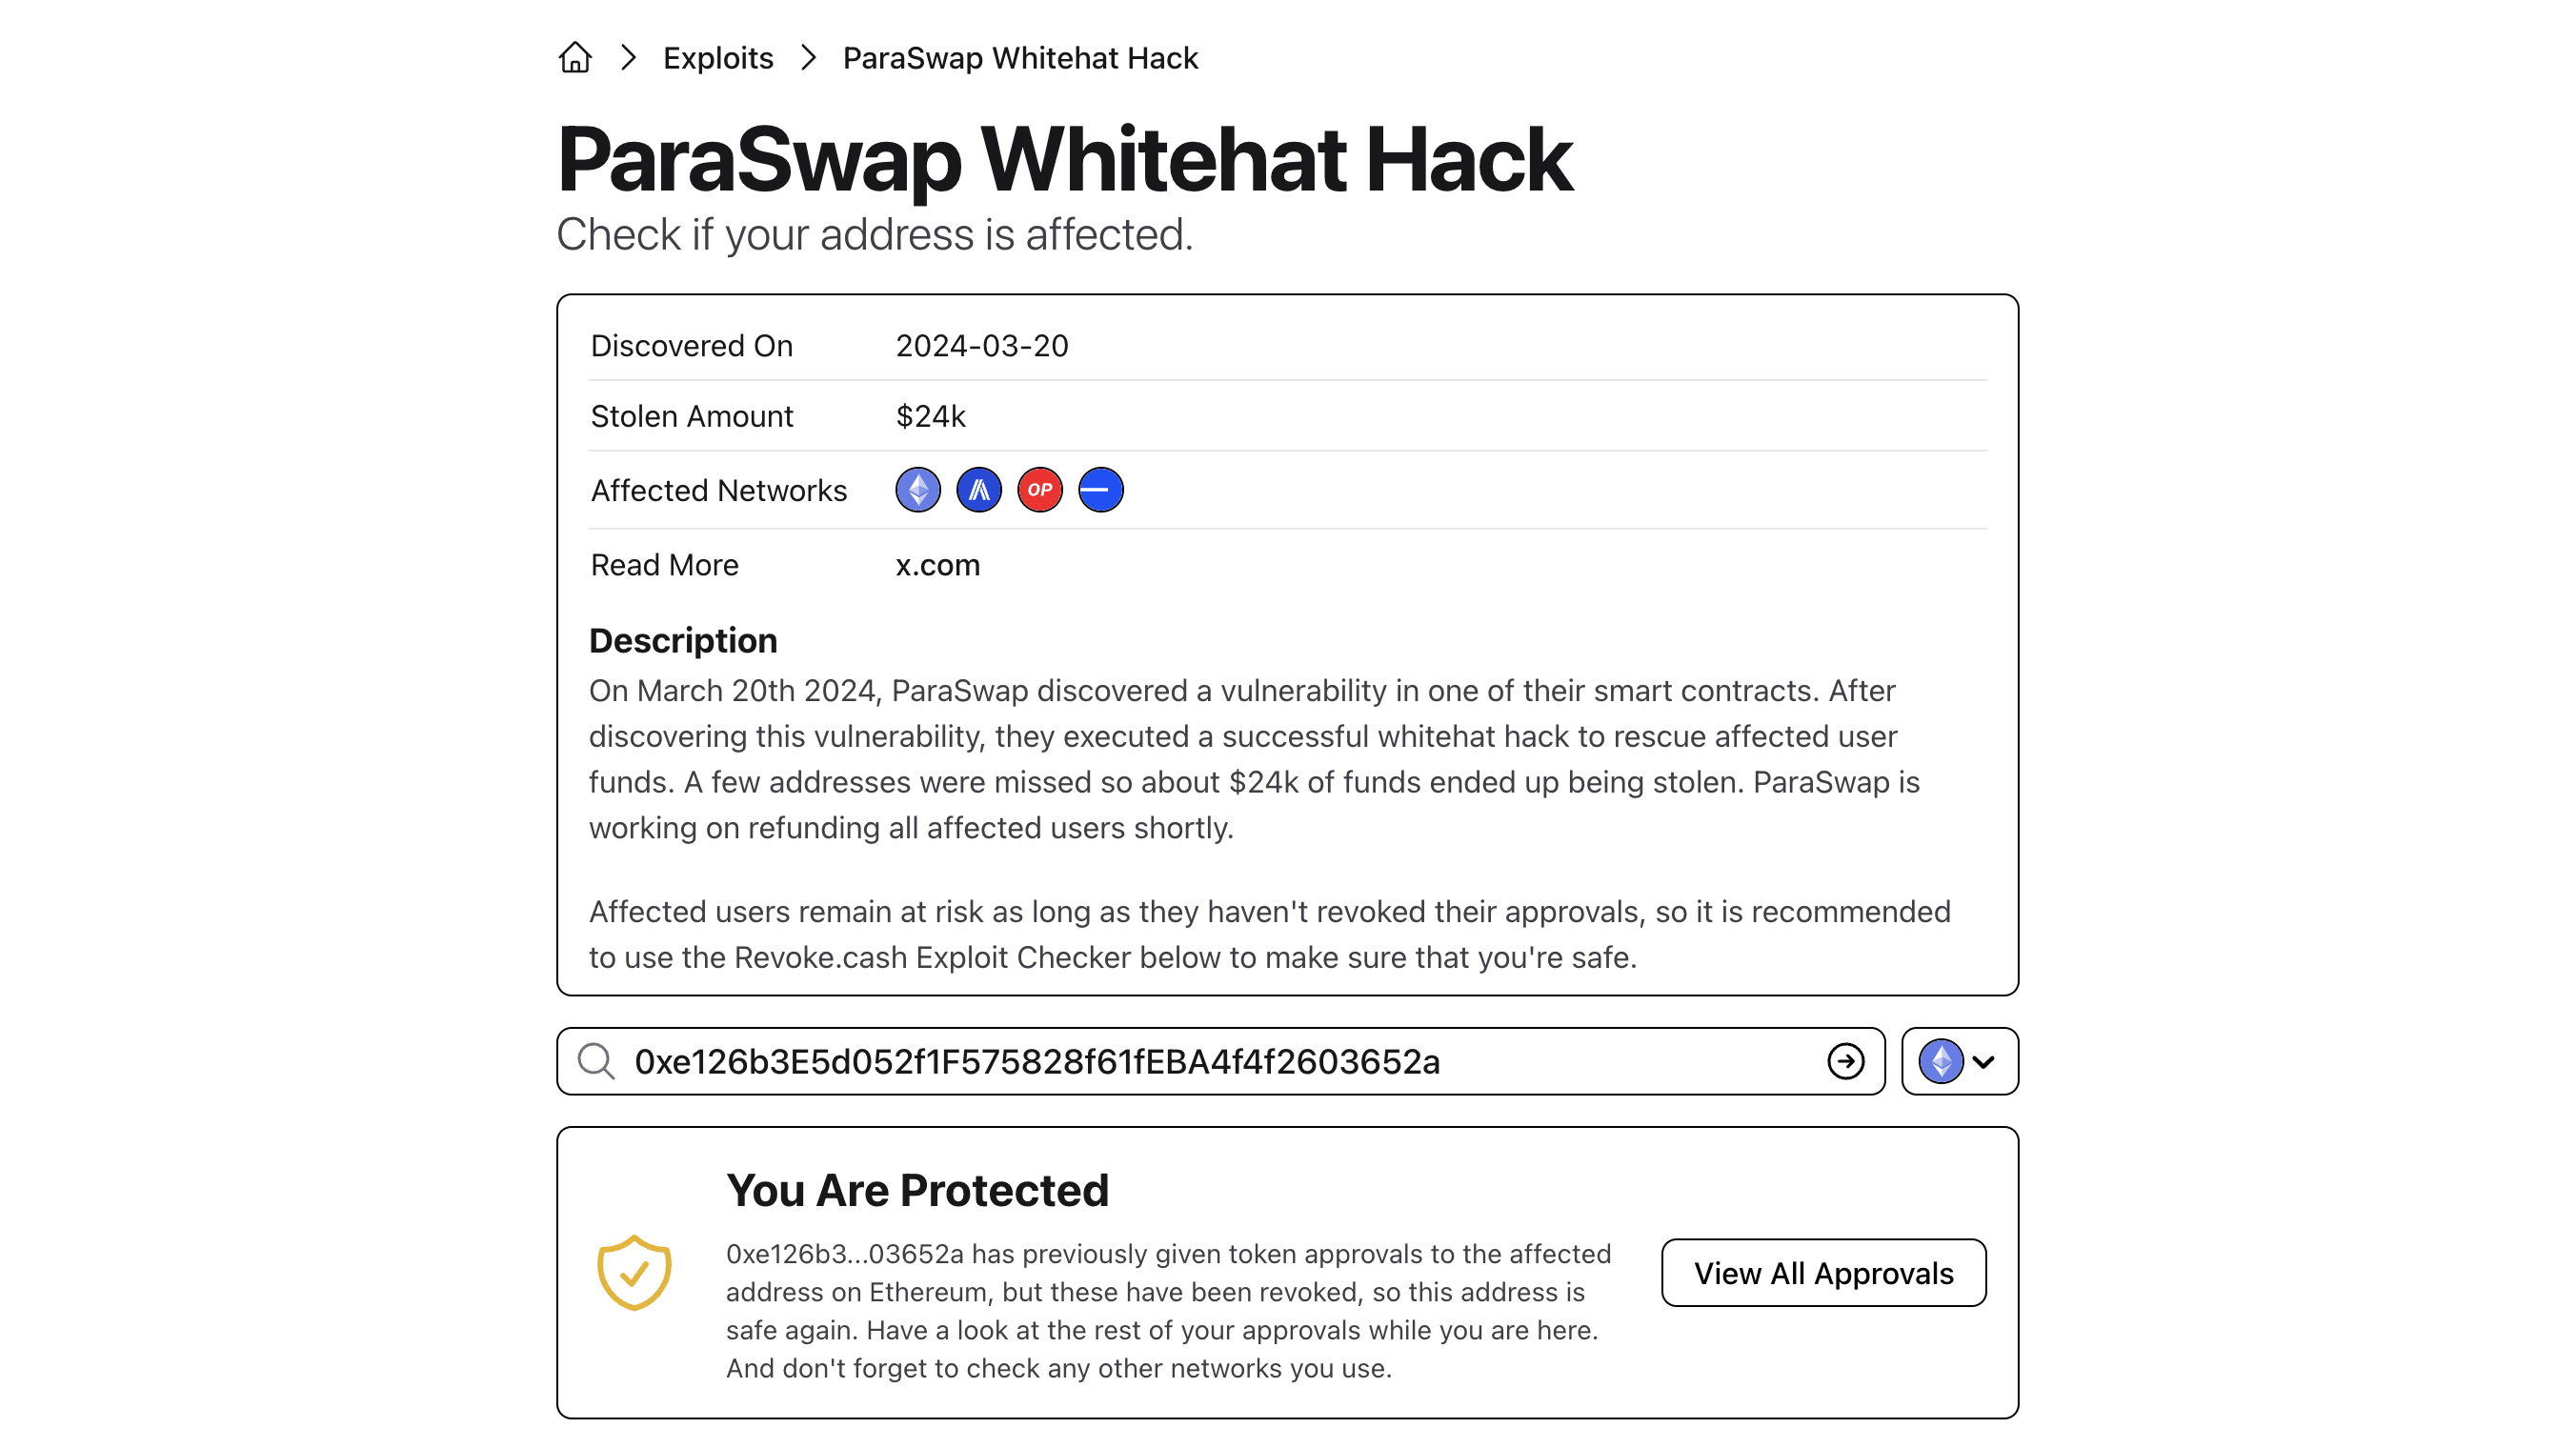 Exploits > ParaSwap Whitehat Hack
ParaSwap Whitehat Hack
Check if your address is affected.
Discovered On 2024-03-20
Stolen Amount $24k
Affected Networks OP
Read More x.com
Description
On March 20th 2024, ParaSwap discovered a vulnerability in one of their smart contracts. After
discovering this vulnerability, they executed a successful whitehat hack to rescue affected user
funds. A few addresses were missed so about $24k of funds ended up being stolen. ParaSwap is
working on refunding all affected users shortly.
Affected users remain at risk as long as they haven't revoked their approvals, so it is recommended
to use the Revoke.cash Exploit Checker below to make sure that you're safe.
0xe126b3E5d052f1F575828f61fEBA4f4f2603652a
You Are Protected
0xe126b3...03652a has previously given token approvals to the affected
address on Ethereum, but these have been revoked, so this address is
safe again. Have a look at the rest of your approvals while you are here.
And don't forget to check any other networks you use.
View All Approvals